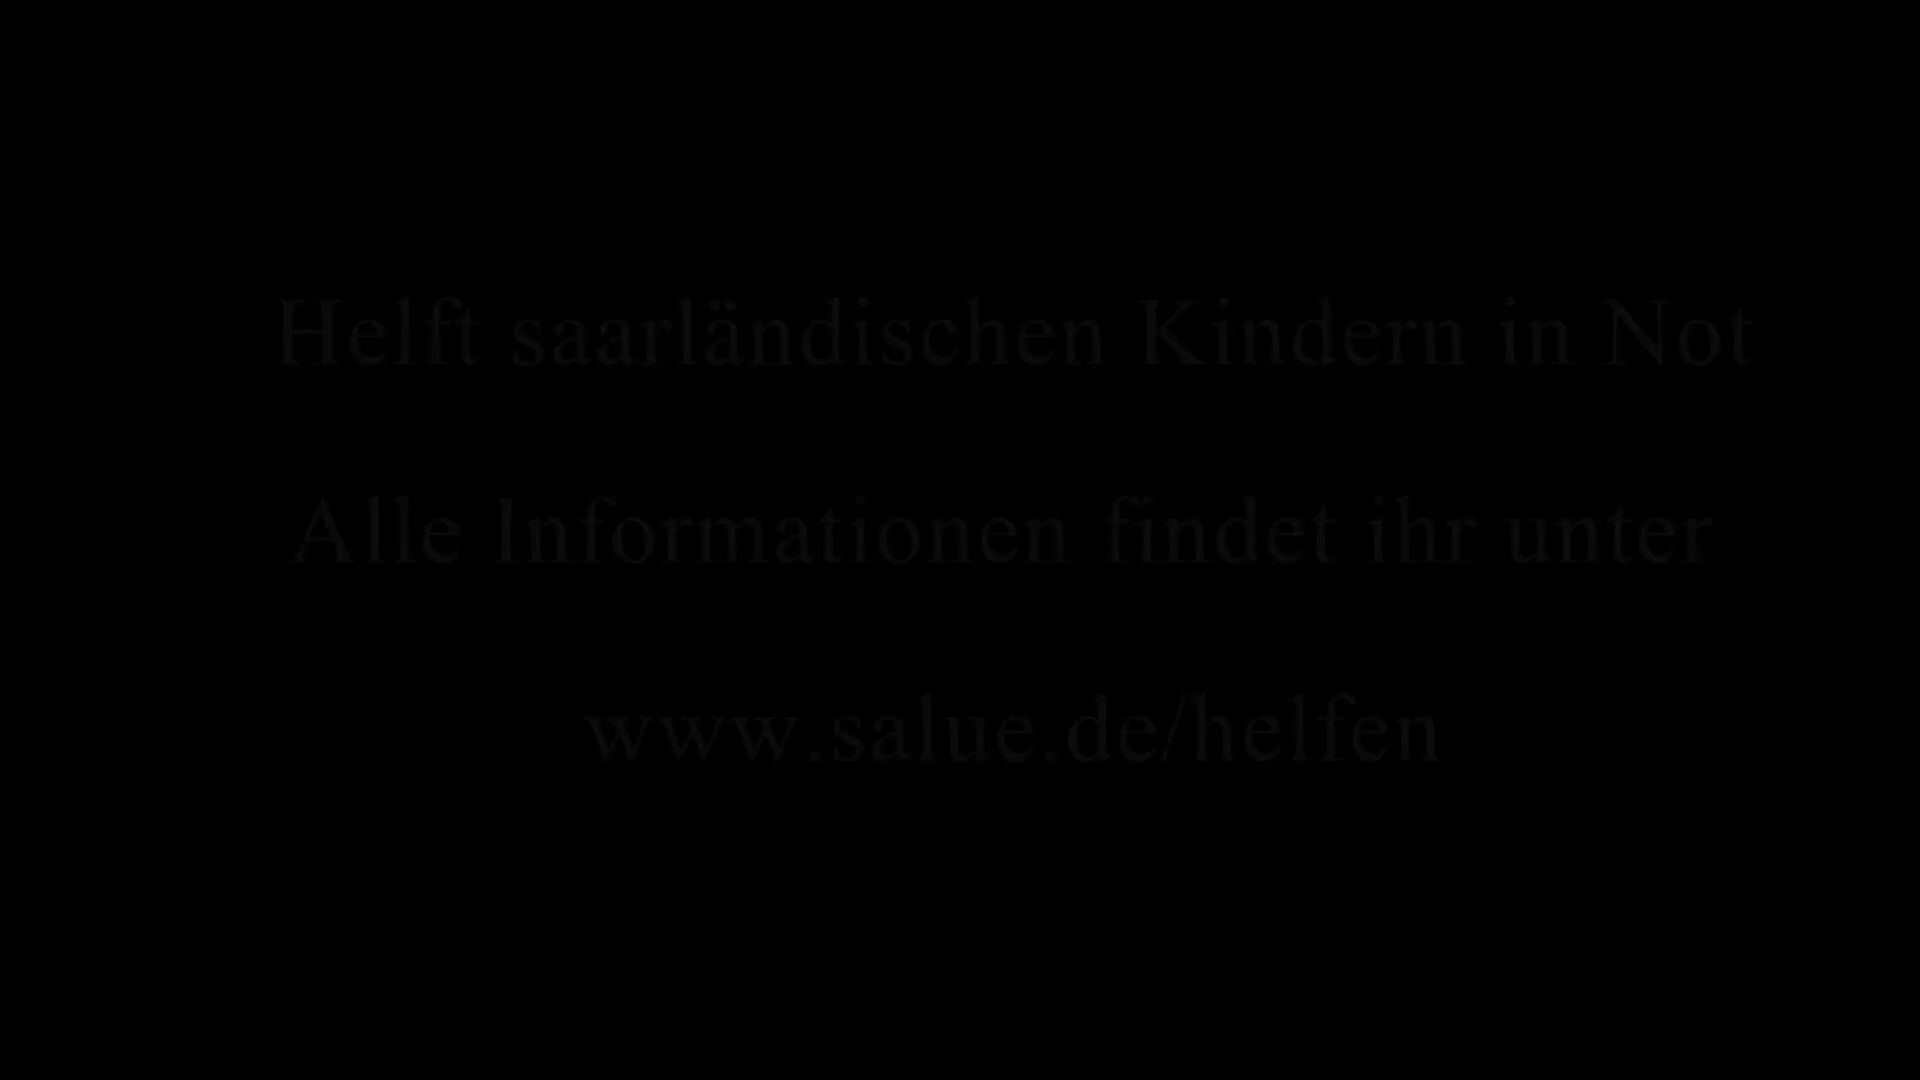 Helft saarländischen Kindern in Not
Alle Informationen findet ihr unter
www.salue.de/helfen